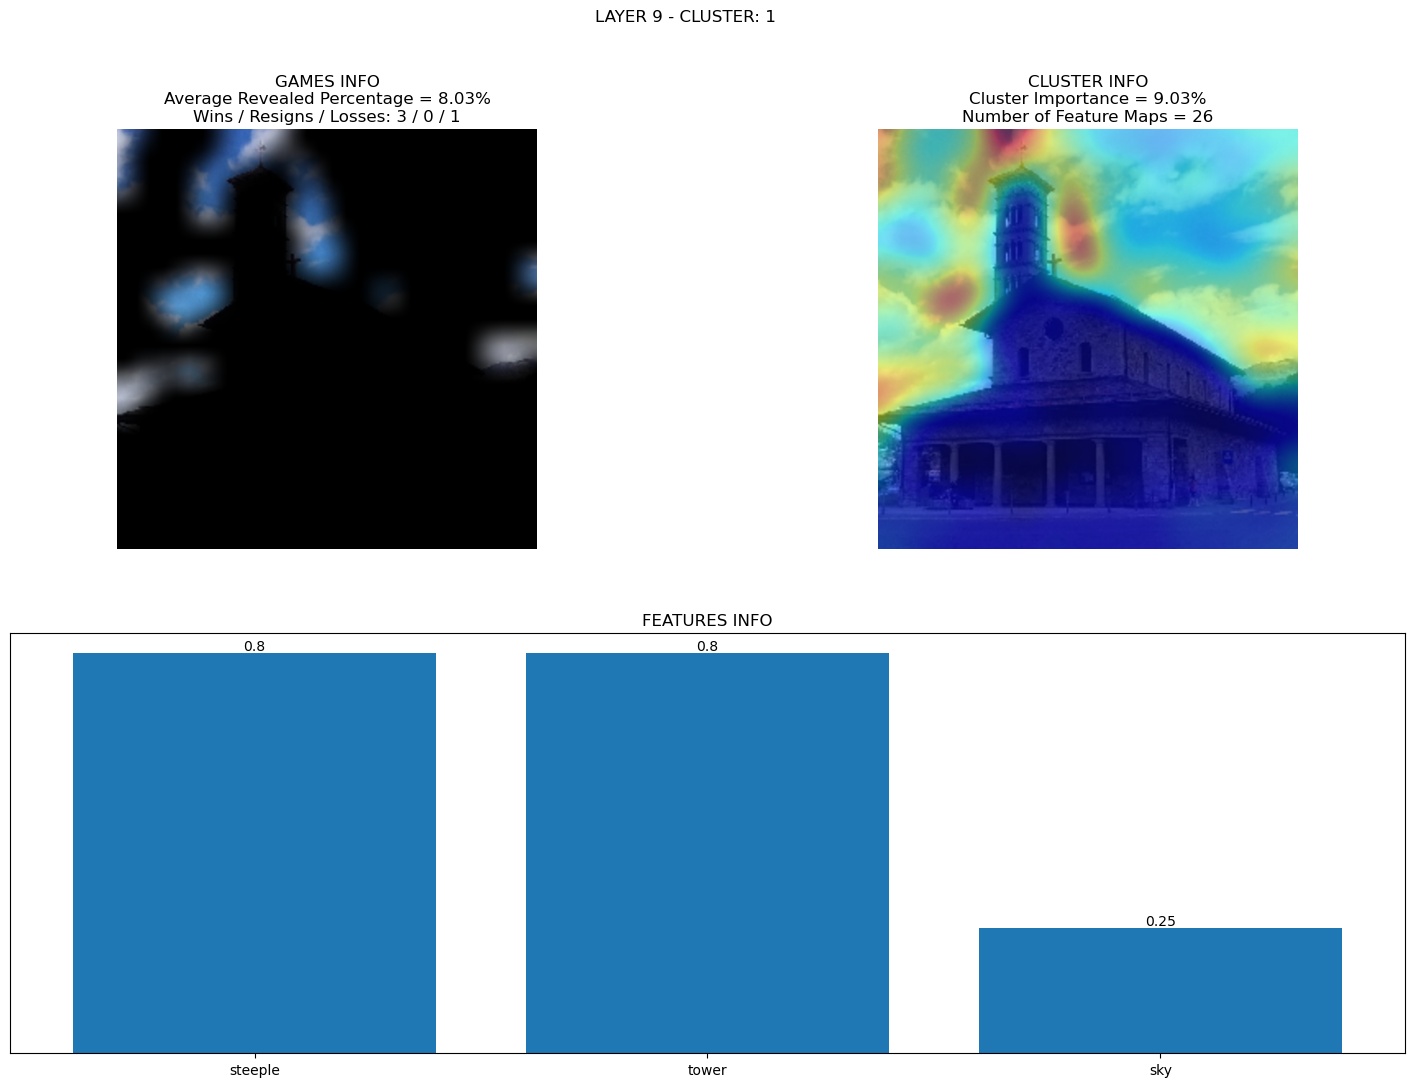 LAYER 9 - CLUSTER: 1
GAMES INFO
Average Revealed Percentage = 8.03%
Wins / Resigns / Losses: 3 / 0 / 1
CLUSTER INFO
Cluster Importance = 9.03%
Number of Feature Maps = 26
FEATURES INFO
0.8
0.8
0.25
steeple
tower
sky